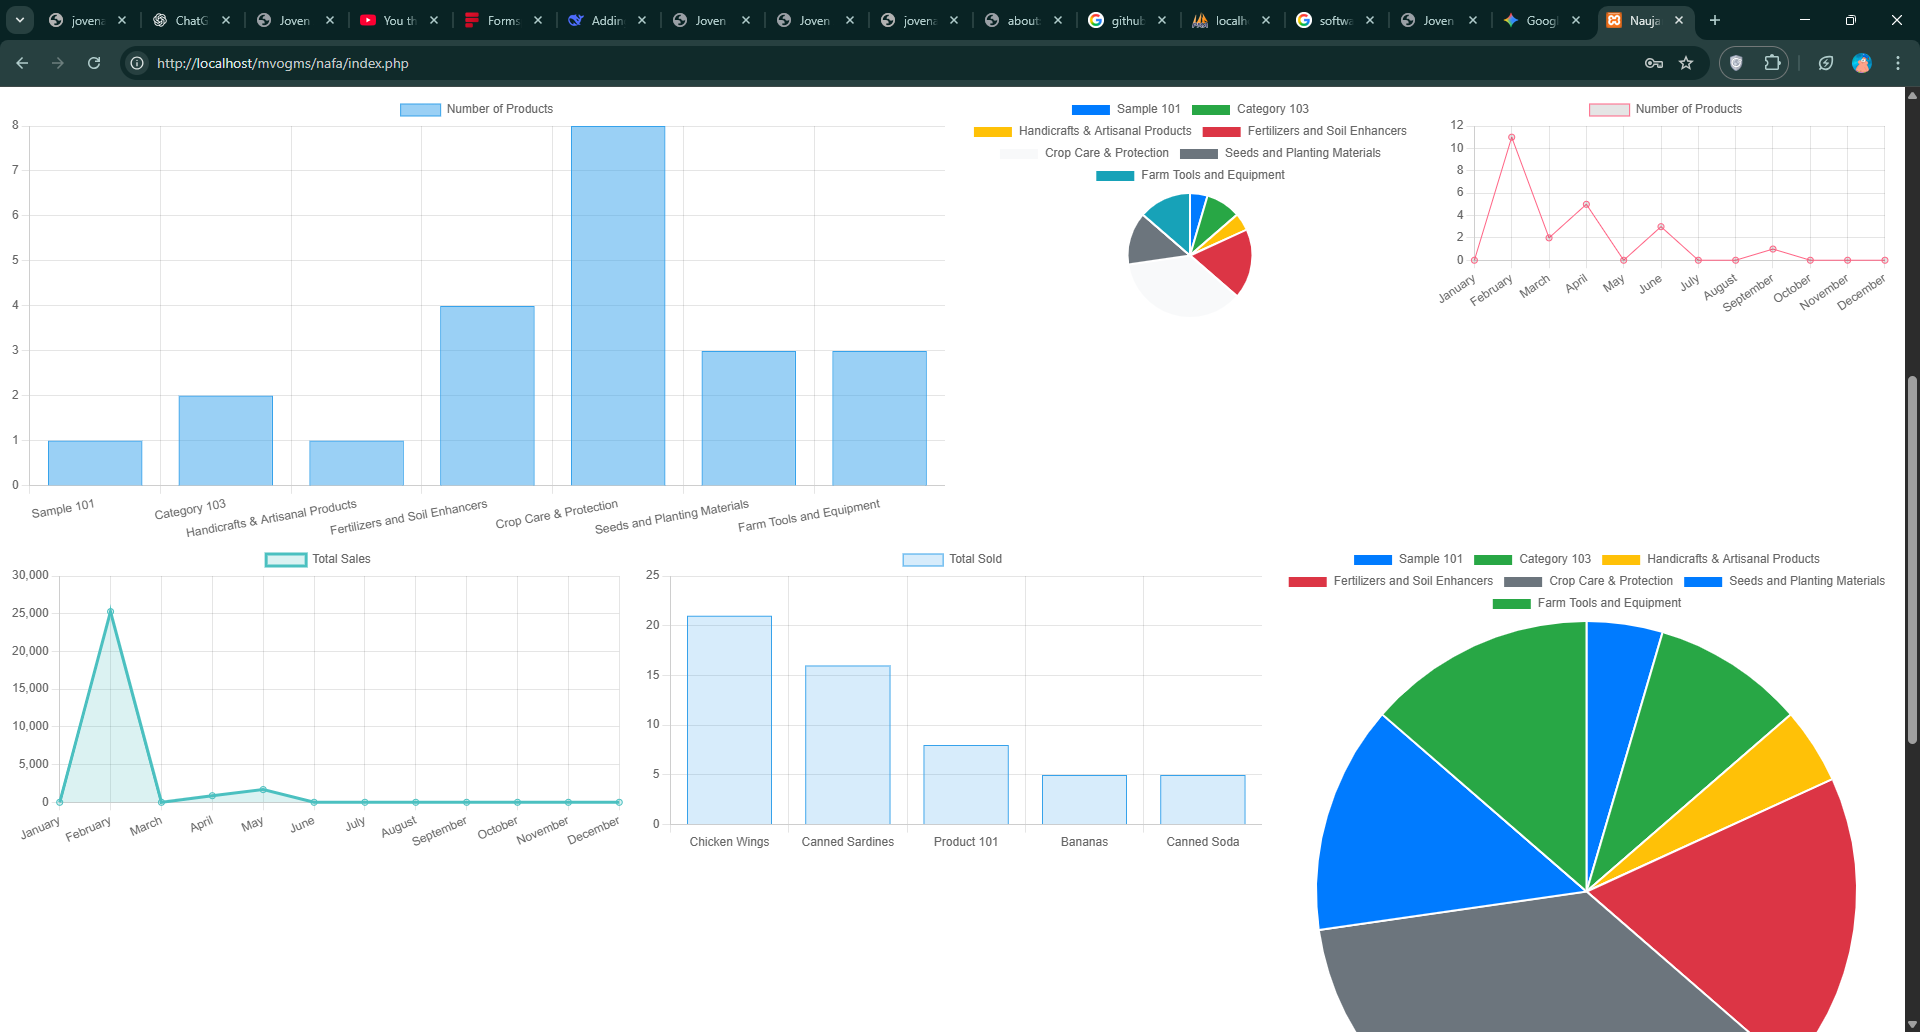 jovena
ChatG
Joven
You th
Forms
Addin
Joven
Joven
jovena
about:
github
localh
softwa
Joven
Googl
Nauja
http://localhost/mvogms/nafa/index.php
Number of Products
8
7
6
5
4
3
2
1
0
Sample 101
Category 103
Handicrafts & Artisanal Products
Fertilizers and Soil Enhancers
Crop Care & Protection
Seeds and Planting Materials
Farm Tools and Equipment
Sample 101 Category 103
Handicrafts & Artisanal Products Fertilizers and Soil Enhancers
Crop Care & Protection Seeds and Planting Materials
Farm Tools and Equipment
Number of Products
12
10
8
6
4
2
0
January
February
March
April
May
June
July
August
September
October
November
December
Total Sales
30,000
25,000
20,000
15,000
10,000
5,000
0
January
February
March
April
May
June
July
August
September
October
November
December
Total Sold
25
20
15
10
5
0
Chicken Wings
Canned Sardines
Product 101
Bananas
Canned Soda
Sample 101 Category 103 Handicrafts & Artisanal Products
Fertilizers and Soil Enhancers Crop Care & Protection Seeds and Planting Materials
Farm Tools and Equipment